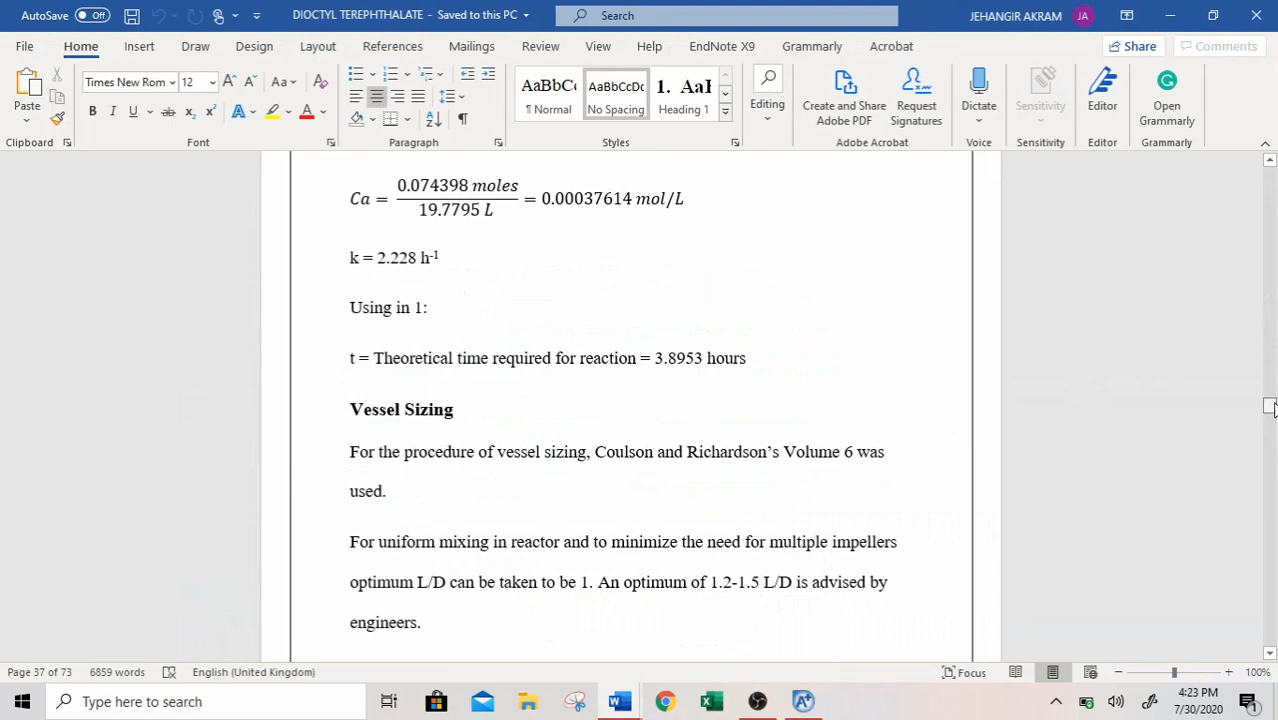 AutoSave Off DIOCTYL TEREPHTHALATE - Saved to this PC Search JEHANGIR AKRAM JA
File Home Insert Draw Design Layout References Mailings Review View Help EndNote X9 Grammarly Acrobat Share Comments
Paste Times New Rom 12 Aa AaBbCc AaBbCcDc 1. AaI Editing Create and Share Adobe PDF Request Signatures Dictate Sensitivity Editor Open Grammarly
B I U ab x₂ x² A A ¶ Normal No Spacing Heading 1
Clipboard Font Paragraph Styles Adobe Acrobat Voice Sensitivity Editor Grammarly
Ca = 0.074398 moles / 19.7795 L = 0.00037614 mol/L
k = 2.228 h-1
Using in 1:
t = Theoretical time required for reaction = 3.8953 hours
Vessel Sizing
For the procedure of vessel sizing, Coulson and Richardson's Volume 6 was
used.
For uniform mixing in reactor and to minimize the need for multiple impellers
optimum L/D can be taken to be 1. An optimum of 1.2-1.5 L/D is advised by
engineers.
Page 37 of 73 6859 words English (United Kingdom) Focus 100%
Type here to search 4:23 PM
7/30/2020 1